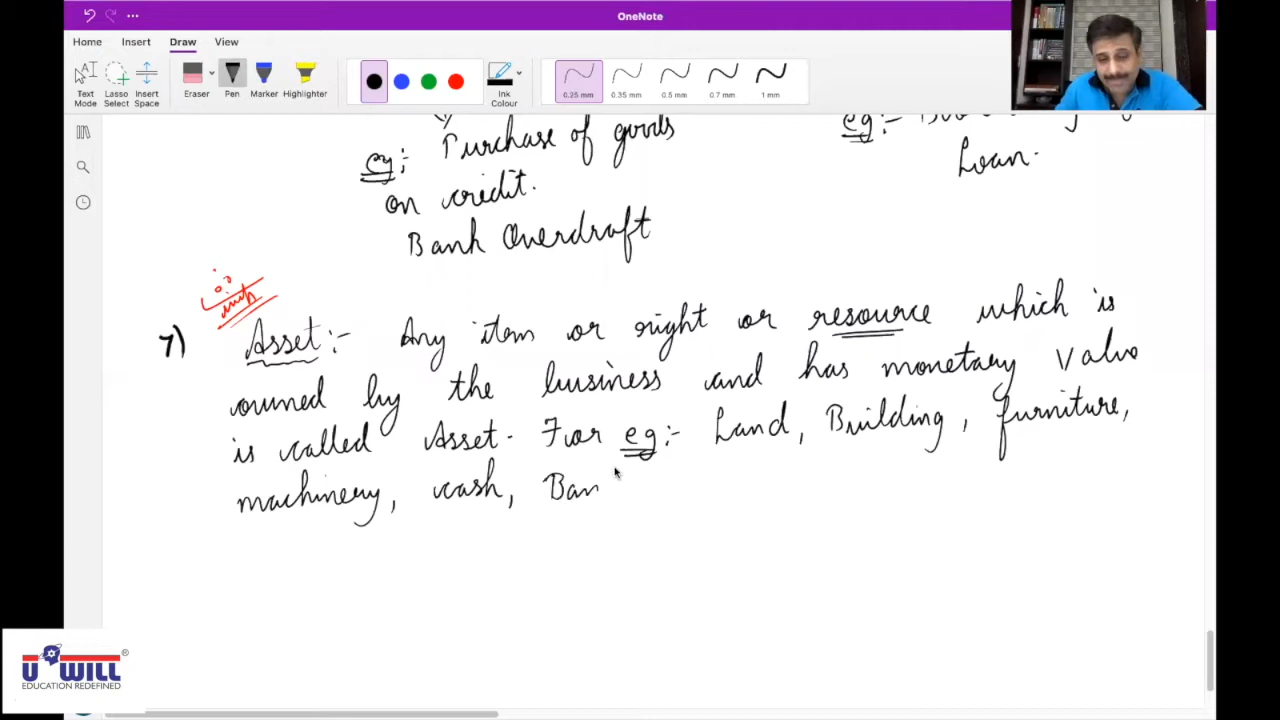 OneNote
Home Insert Draw View
Text Mode Lasso Select Insert Space Eraser Pen Marker Highlighter Ink Colour 0.25 mm 0.35 mm 0.5 mm 0.7 mm 1 mm
eg:- Purchase of goods
on credit.
Bank Overdraft
eg:-
Loan.
7) Asset:- Any item or right or resource which is
owned by the business and has monetary value
is called Asset. For eg:- Land, Building, furniture,
machinery, cash, Ban
U WILL
EDUCATION REDEFINED